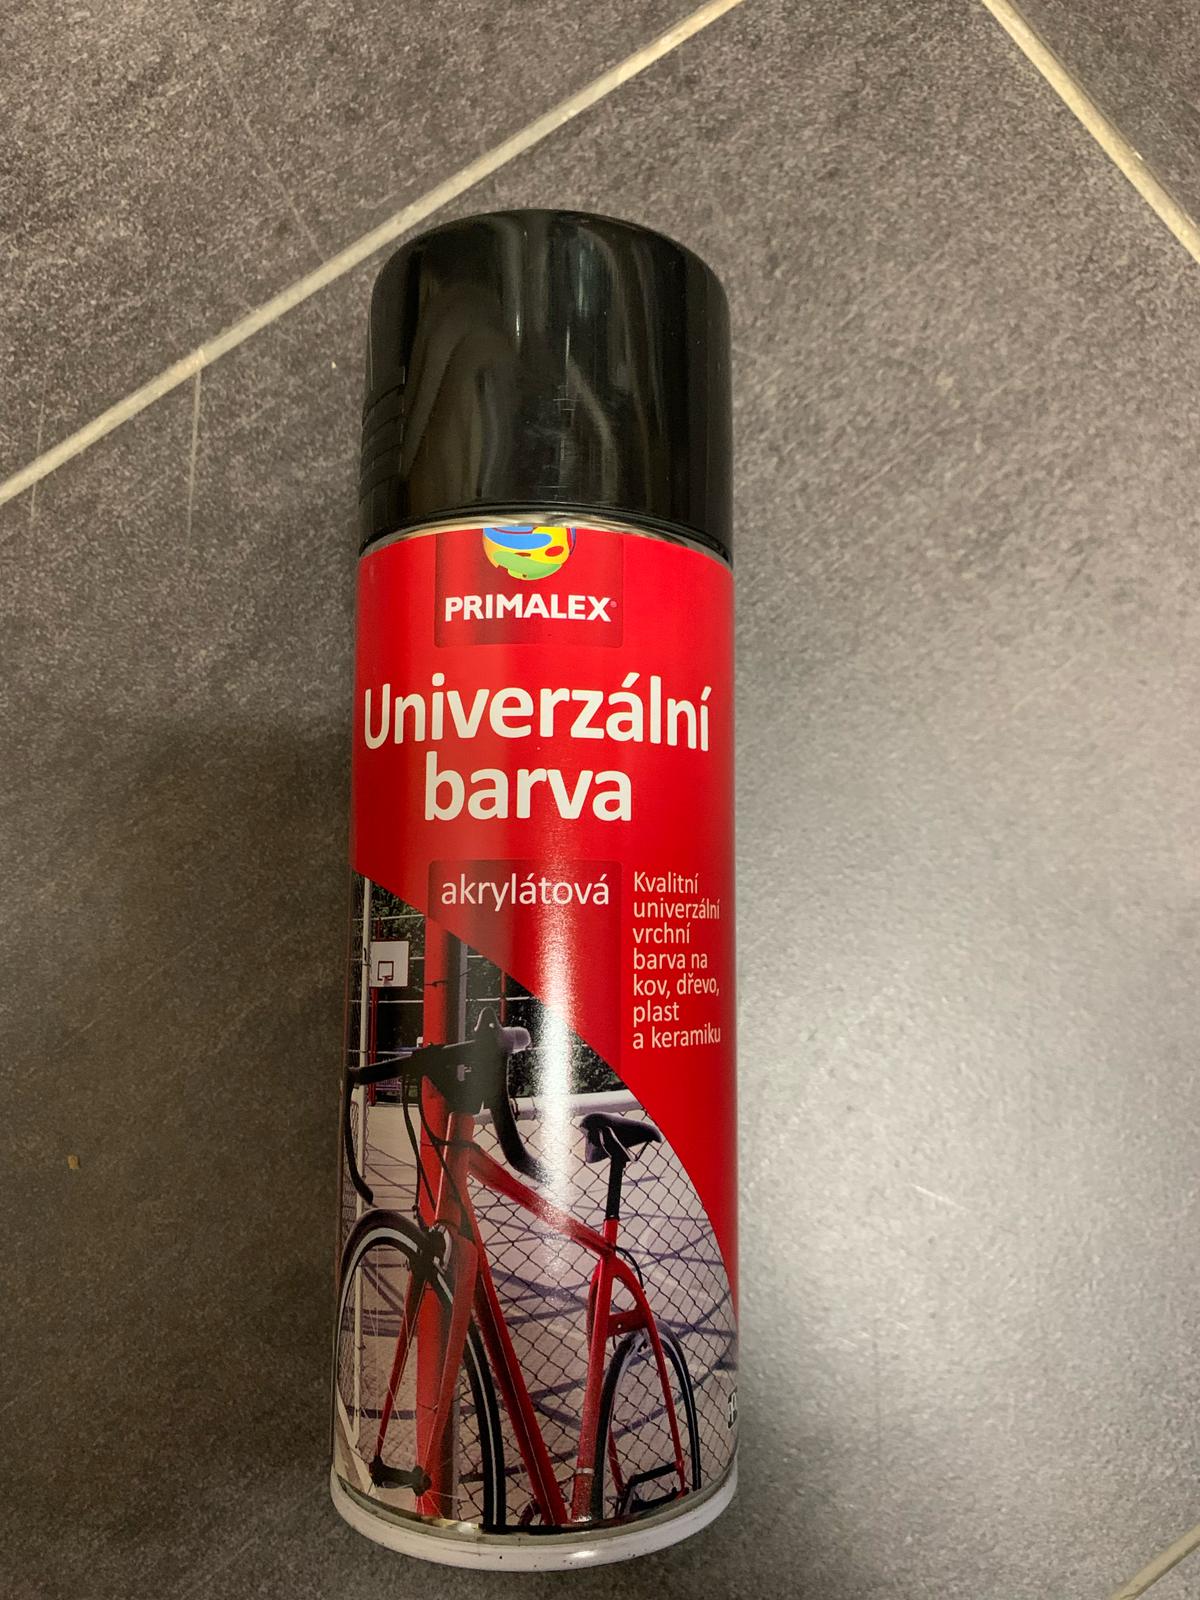 PRIMALEX
Univerzální
barva
akrylátová
Kvalitní
univerzální
vrchní
barva na
kov, dřevo,
plast
a keramiku